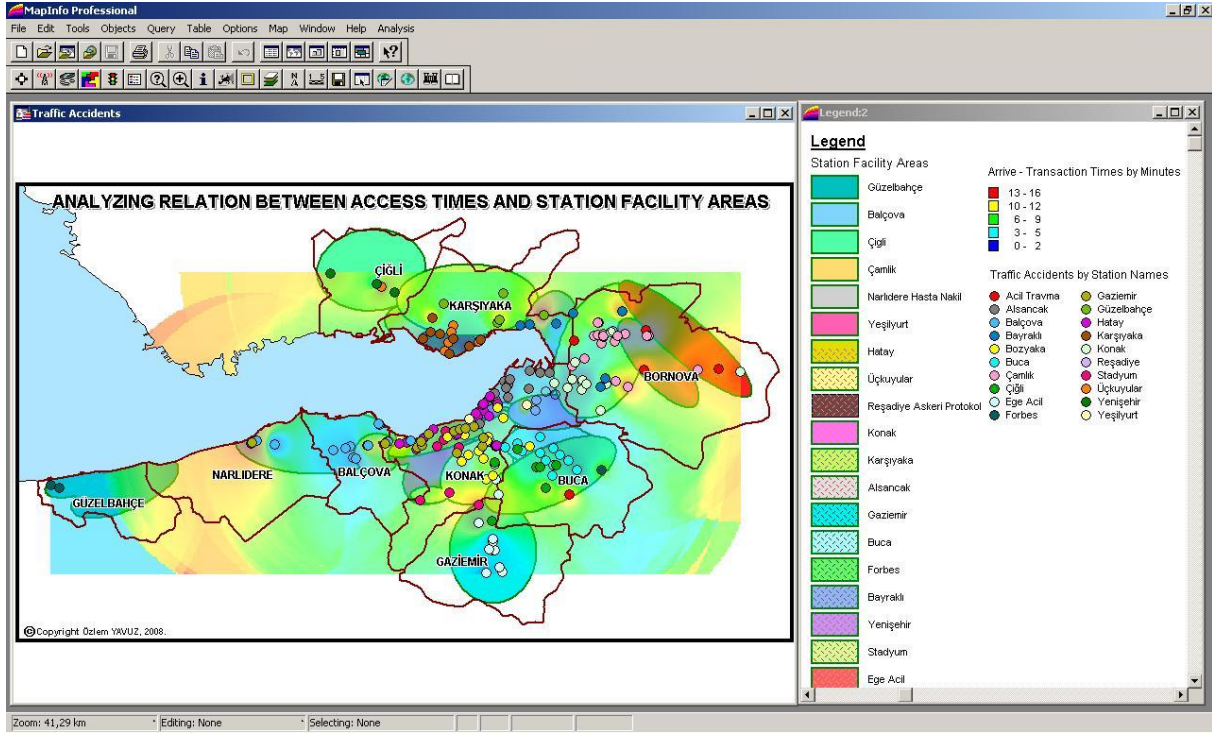 MapInfo Professional
File Edit Tools Objects Query Table Options Map Window Help Analysis
Traffic Accidents
ANALYZING RELATION BETWEEN ACCESS TIMES AND STATION FACILITY AREAS
ÇİĞLİ
KARŞIYAKA
BORNOVA
NARLIDERE
BALÇOVA
KONAK
BUCA
GÜZELBAHÇE
GAZİEMİR
©Copyright Özlem YAVUZ, 2008.
Legend:2
Legend
Station Facility Areas
Güzelbahçe
Balçova
Çigli
Çamlik
Narlıdere Hasta Nakil
Yeşilyurt
Hatay
Üçkuyular
Reşadiye Askeri Protokol
Konak
Karşıyaka
Alsancak
Gaziemir
Buca
Forbes
Bayraklı
Yenişehir
Stadyum
Ege Acil
Arrive - Transaction Times by Minutes
13 - 16
10 - 12
6 - 9
3 - 5
0 - 2
Traffic Accidents by Station Names
Acil Travma
Alsancak
Balçova
Bayraklı
Bozyaka
Buca
Çamlık
Çiğli
Ege Acil
Forbes
Gaziemir
Güzelbahçe
Hatay
Karşıyaka
Konak
Reşadiye
Stadyum
Üçkuyular
Yenişehir
Yeşilyurt
Zoom: 41,29 km Editing: None Selecting: None